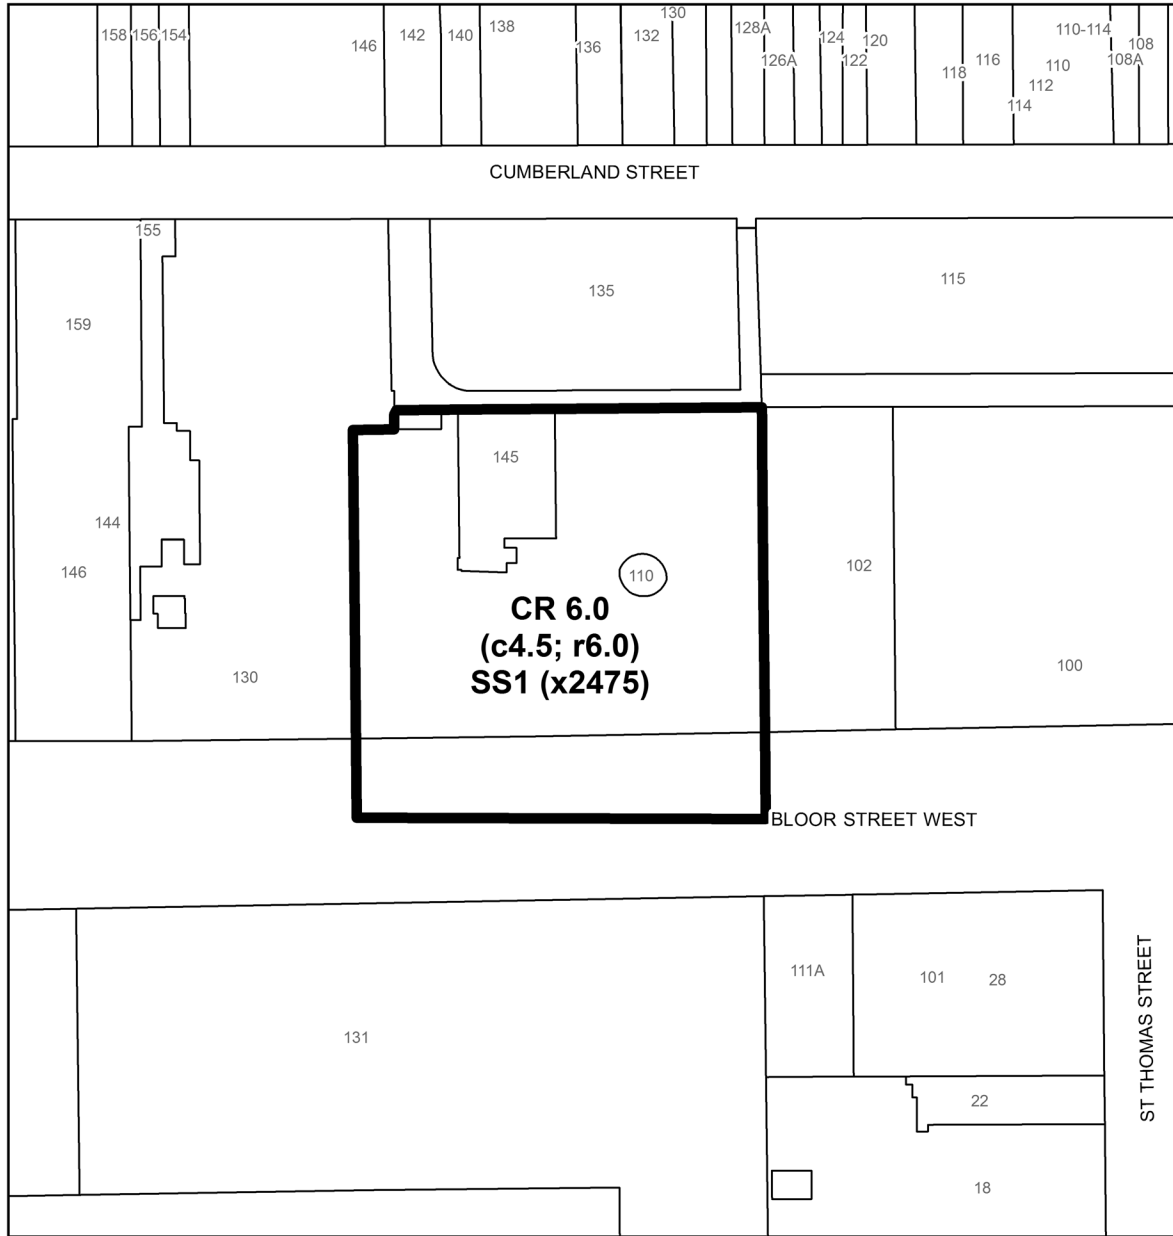 158 156 154 146 142 140 138 136 132 130 128A 126A 124 122 120 118 116 114 112 110 110-114 108A 108
CUMBERLAND STREET
155
159
135
115
145
144
146
110
102
CR 6.0
(c4.5; r6.0)
SS1 (x2475)
130
100
BLOOR STREET WEST
111A
101
28
131
22
18
ST THOMAS STREET